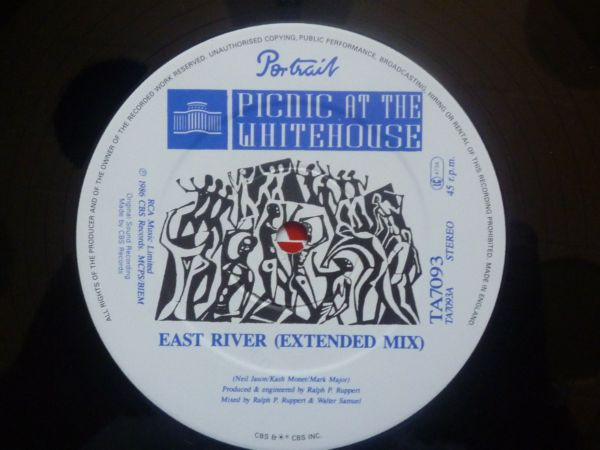 ALL RIGHTS OF THE PRODUCER AND OF THE OWNER OF THE RECORDED WORK RESERVED. UNAUTHORISED COPYING, PUBLIC PERFORMANCE, BROADCASTING, HIRING OR RENTAL OF THIS RECORDING PROHIBITED. MADE IN ENGLAND.
Portrait
PICNIC AT THE
WHITEHOUSE
RCA Music Limited
℗ 1986 CBS Records. MCPS/BIEM
Original Sound Recording
Made by CBS Records
45 r.p.m.
STEREO
TA7093
TA7093A
EAST RIVER (EXTENDED MIX)
(Neil Jason/Kash Monet/Mark Major)
Produced & engineered by Ralph P. Ruppert
Mixed by Ralph P. Ruppert & Walter Samuel
CBS & CBS INC.